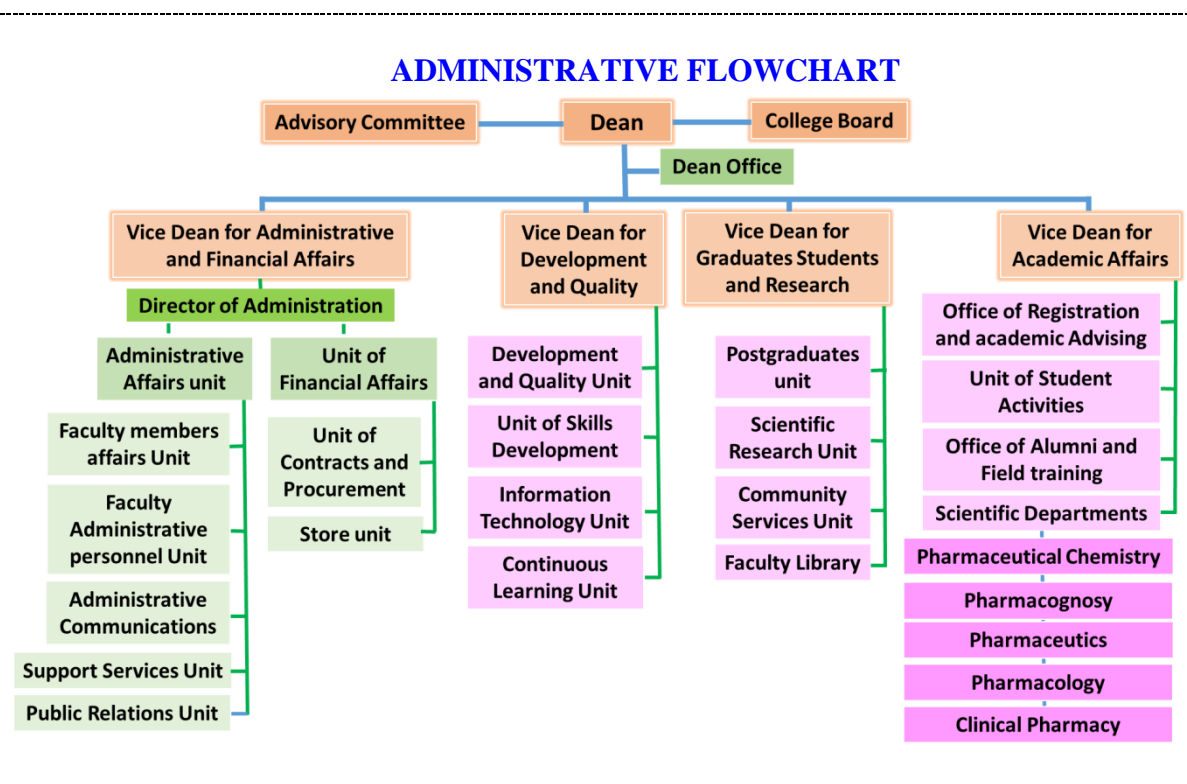 ADMINISTRATIVE FLOWCHART
Advisory Committee
Dean
College Board
Dean Office
Vice Dean for Administrative
and Financial Affairs
Director of Administration
Administrative
Affairs unit
Faculty members
affairs Unit
Faculty
Administrative
personnel Unit
Administrative
Communications
Support Services Unit
Public Relations Unit
Unit of
Financial Affairs
Unit of
Contracts and
Procurement
Store unit
Vice Dean for
Development
and Quality
Development
and Quality Unit
Unit of Skills
Development
Information
Technology Unit
Continuous
Learning Unit
Vice Dean for
Graduates Students
and Research
Postgraduates
unit
Scientific
Research Unit
Community
Services Unit
Faculty Library
Vice Dean for
Academic Affairs
Office of Registration
and academic Advising
Unit of Student
Activities
Office of Alumni and
Field training
Scientific Departments
Pharmaceutical Chemistry
Pharmacognosy
Pharmaceutics
Pharmacology
Clinical Pharmacy